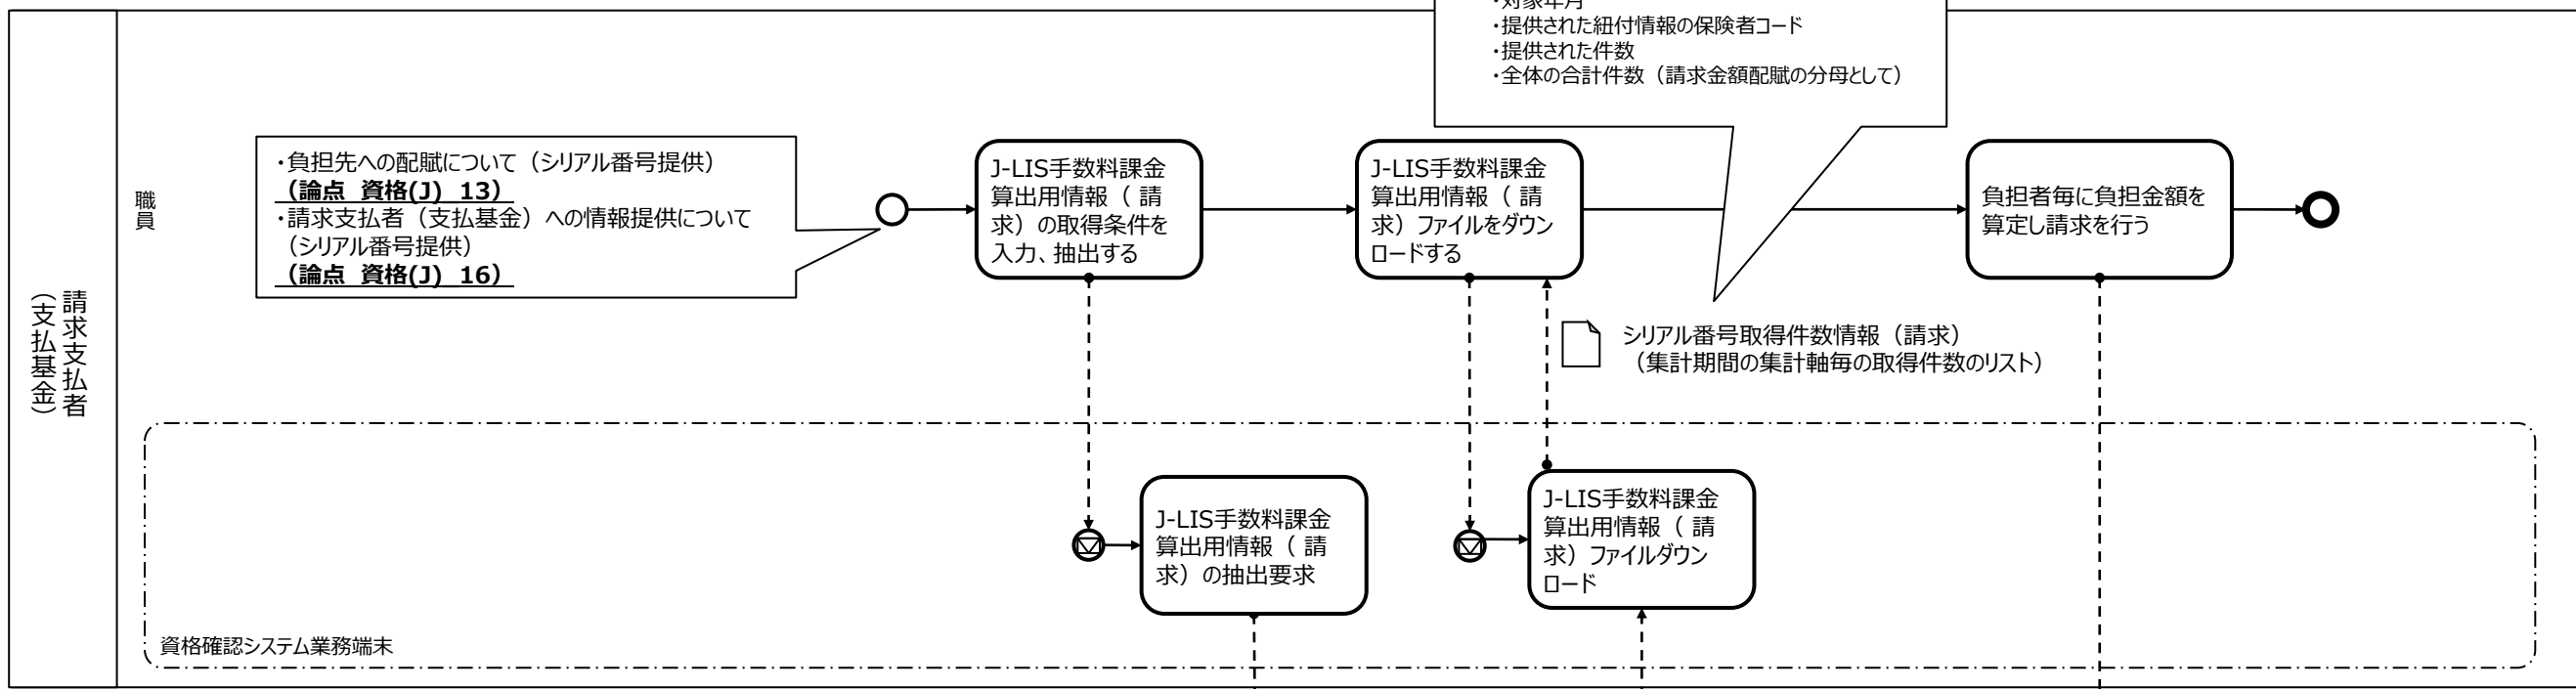 ・対象年月
・提供された紐付情報の保険者コード
・提供された件数
・全体の合計件数（請求金額配賦の分母として）
請求支払者
（支払基金）
職員
・負担先への配賦について（シリアル番号提供）
（論点 資格(J) 13）
・請求支払者（支払基金）への情報提供について
（シリアル番号提供）
（論点 資格(J) 16）
J-LIS手数料課金
算出用情報（ 請
求）の取得条件を
入力、抽出する
J-LIS手数料課金
算出用情報（ 請
求）ファイルをダウン
ロードする
負担者毎に負担金額を
算定し請求を行う
シリアル番号取得件数情報（請求）
（集計期間の集計軸毎の取得件数のリスト）
J-LIS手数料課金
算出用情報（ 請
求）の抽出要求
J-LIS手数料課金
算出用情報（ 請
求）ファイルダウン
ロード
資格確認システム業務端末